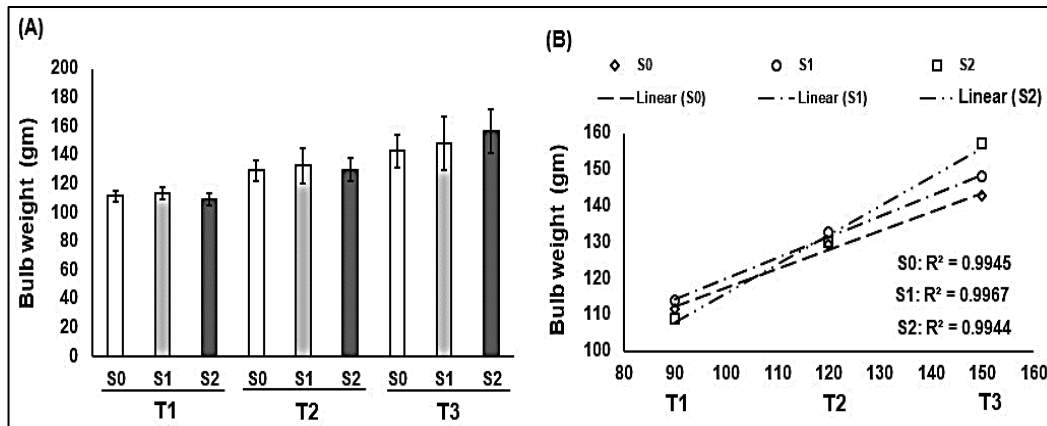 (A)
Bulb weight (gm)
200
180
160
140
120
100
80
60
40
20
0
S0 S1 S2 S0 S1 S2 S0 S1 S2
T1 T2 T3
(B)
S0 S1 S2
Linear (S0) Linear (S1) Linear (S2)
Bulb weight (gm)
160
150
140
130
120
110
100
S0: R² = 0.9945
S1: R² = 0.9967
S2: R² = 0.9944
80 90 100 110 120 130 140 150 160
T1 T2 T3